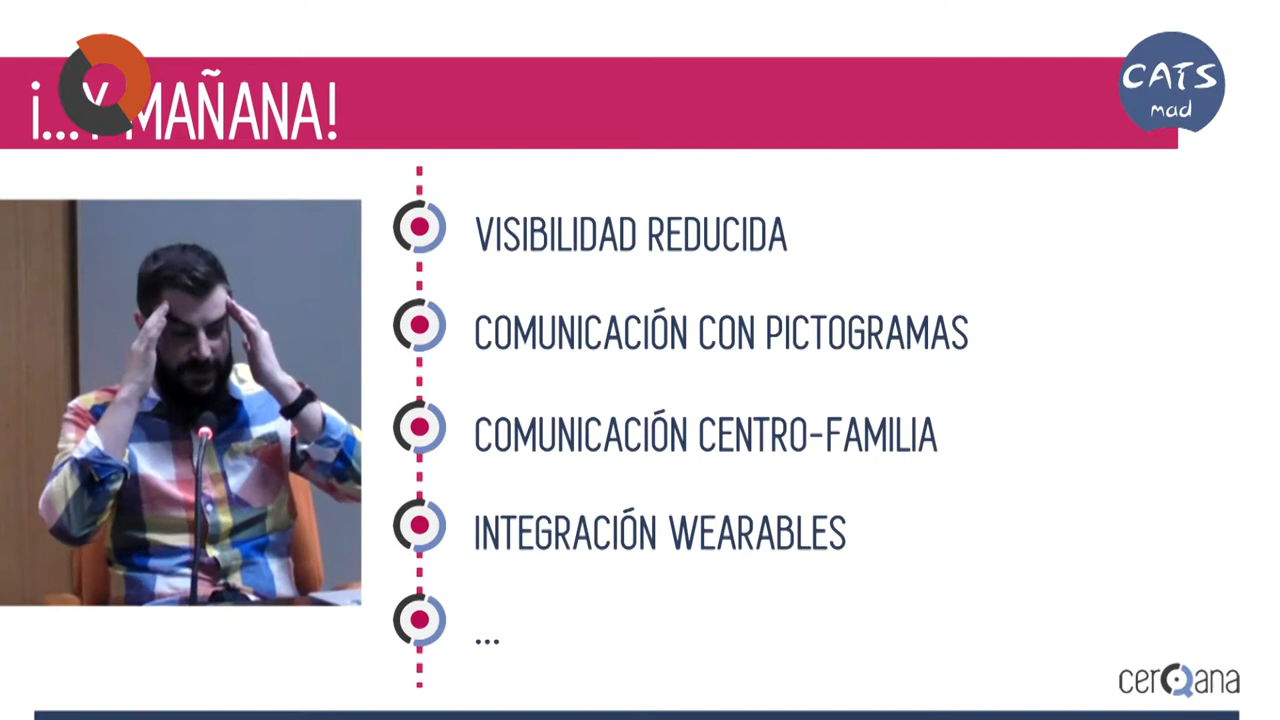 ¡...Y MAÑANA!
CATS
mad
VISIBILIDAD REDUCIDA
COMUNICACIÓN CON PICTOGRAMAS
COMUNICACIÓN CENTRO-FAMILIA
INTEGRACIÓN WEARABLES
...
cerQana